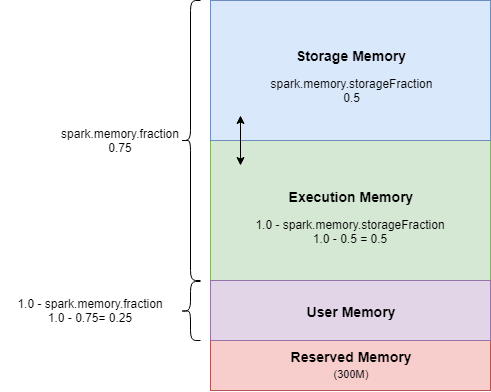 Storage Memory
spark.memory.storageFraction
0.5
spark.memory.fraction
0.75
Execution Memory
1.0 - spark.memory.storageFraction
1.0 - 0.5 = 0.5
1.0 - spark.memory.fraction
1.0 - 0.75= 0.25
User Memory
Reserved Memory
(300M)